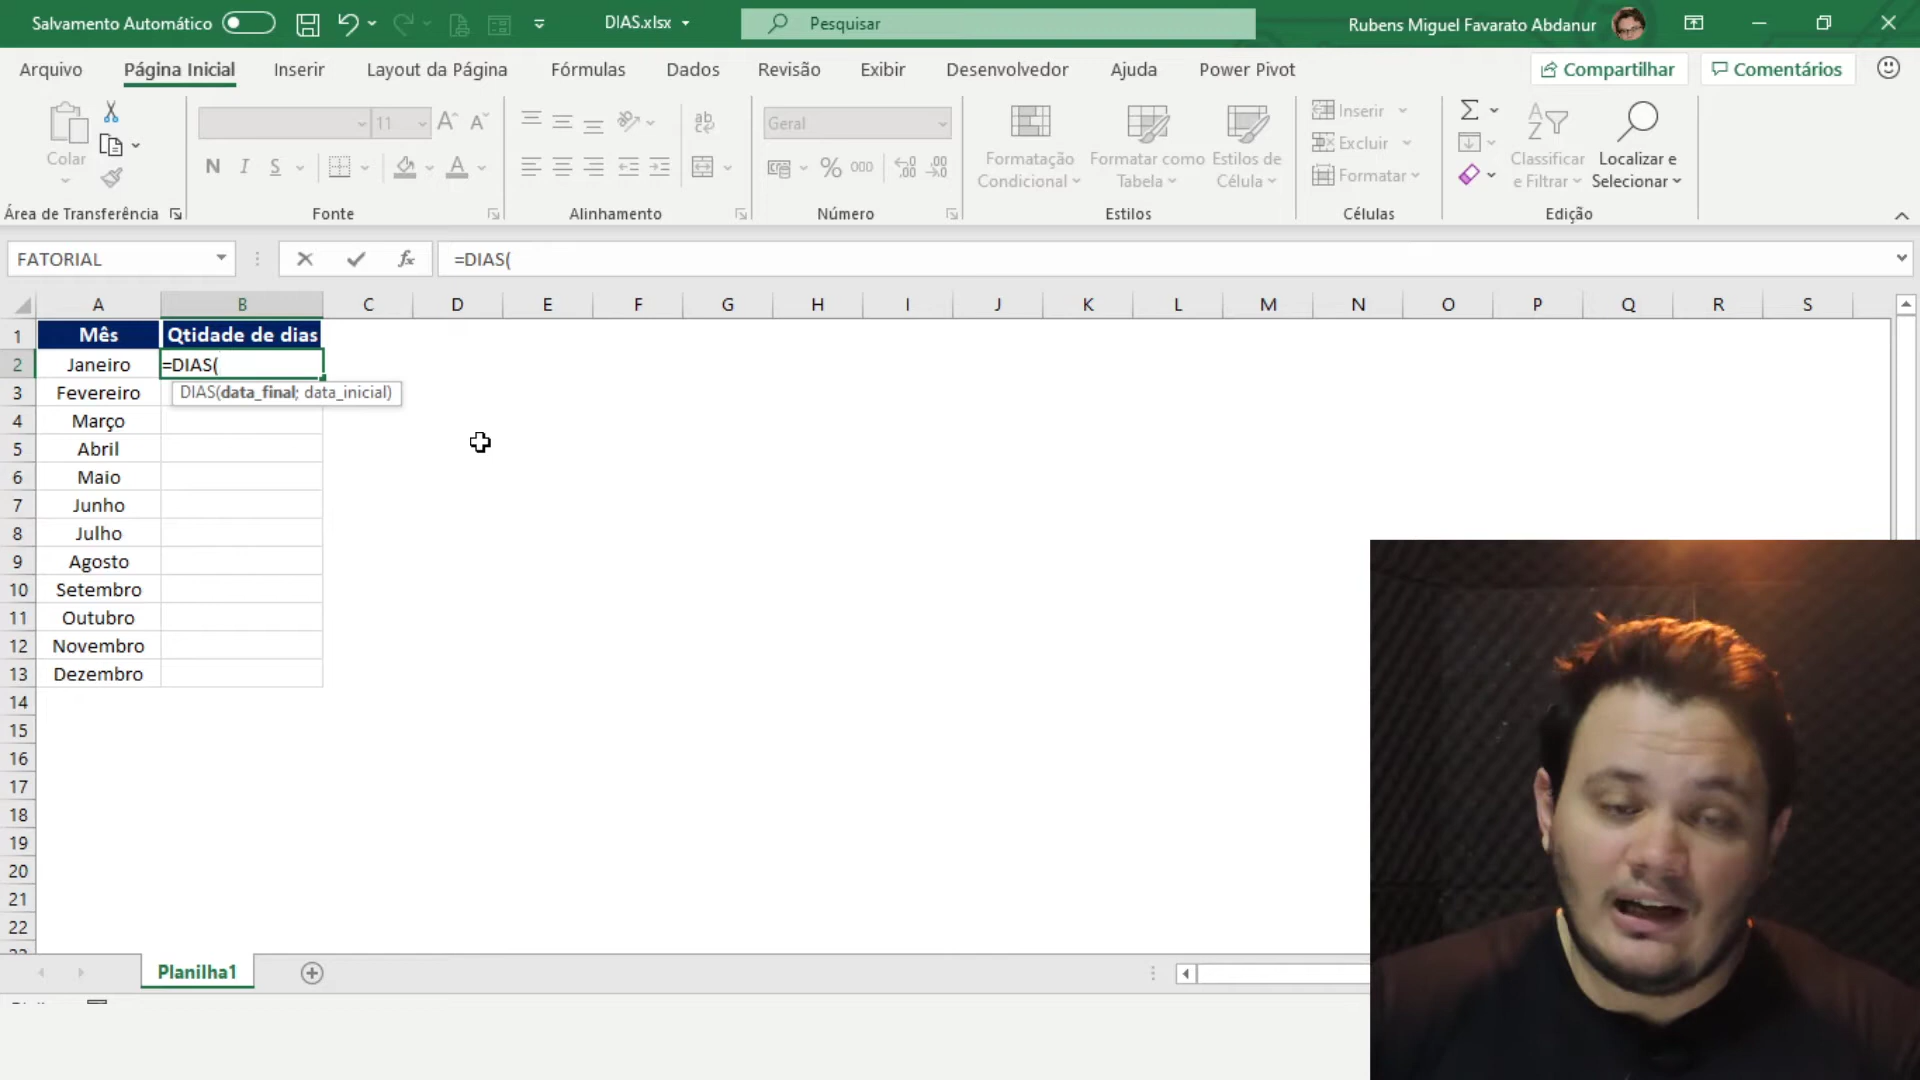 Salvamento Automático
DIAS.xlsx
Pesquisar
Rubens Miguel Favarato Abdanur
Arquivo
Página Inicial
Inserir
Layout da Página
Fórmulas
Dados
Revisão
Exibir
Desenvolvedor
Ajuda
Power Pivot
Compartilhar
Comentários
Colar
Área de Transferência
11
N I S
Fonte
ab
Alinhamento
Geral
% 000
Número
Formatação Condicional
Formatar como Tabela
Estilos de Célula
Estilos
Inserir
Excluir
Formatar
Células
Classificar e Filtrar
Localizar e Selecionar
Edição
FATORIAL
fx
=DIAS(
A B C D E F G H I J K L M N O P Q R S
1 Mês Qtidade de dias
2 Janeiro =DIAS(
3 Fevereiro DIAS(data_final; data_inicial)
4 Março
5 Abril
6 Maio
7 Junho
8 Julho
9 Agosto
10 Setembro
11 Outubro
12 Novembro
13 Dezembro
14
15
16
17
18
19
20
21
22
Planilha1